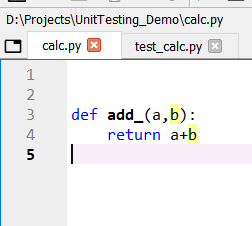 D:\Projects\UnitTesting_Demo\calc.py
calc.py test_calc.py
1
2
3 def add_(a,b):
4 return a+b
5